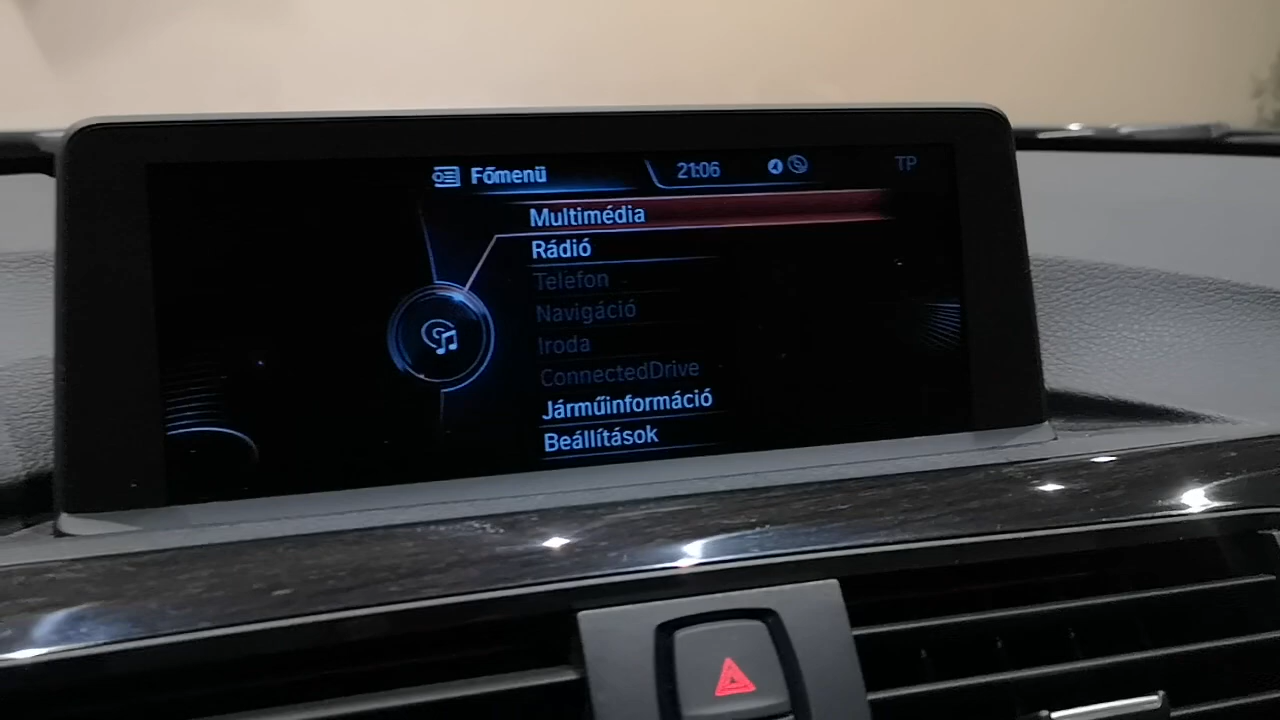 Főmenü 21:06 TP
Multimédia
Rádió
Telefon
Navigáció
Iroda
ConnectedDrive
Járműinformáció
Beállítások